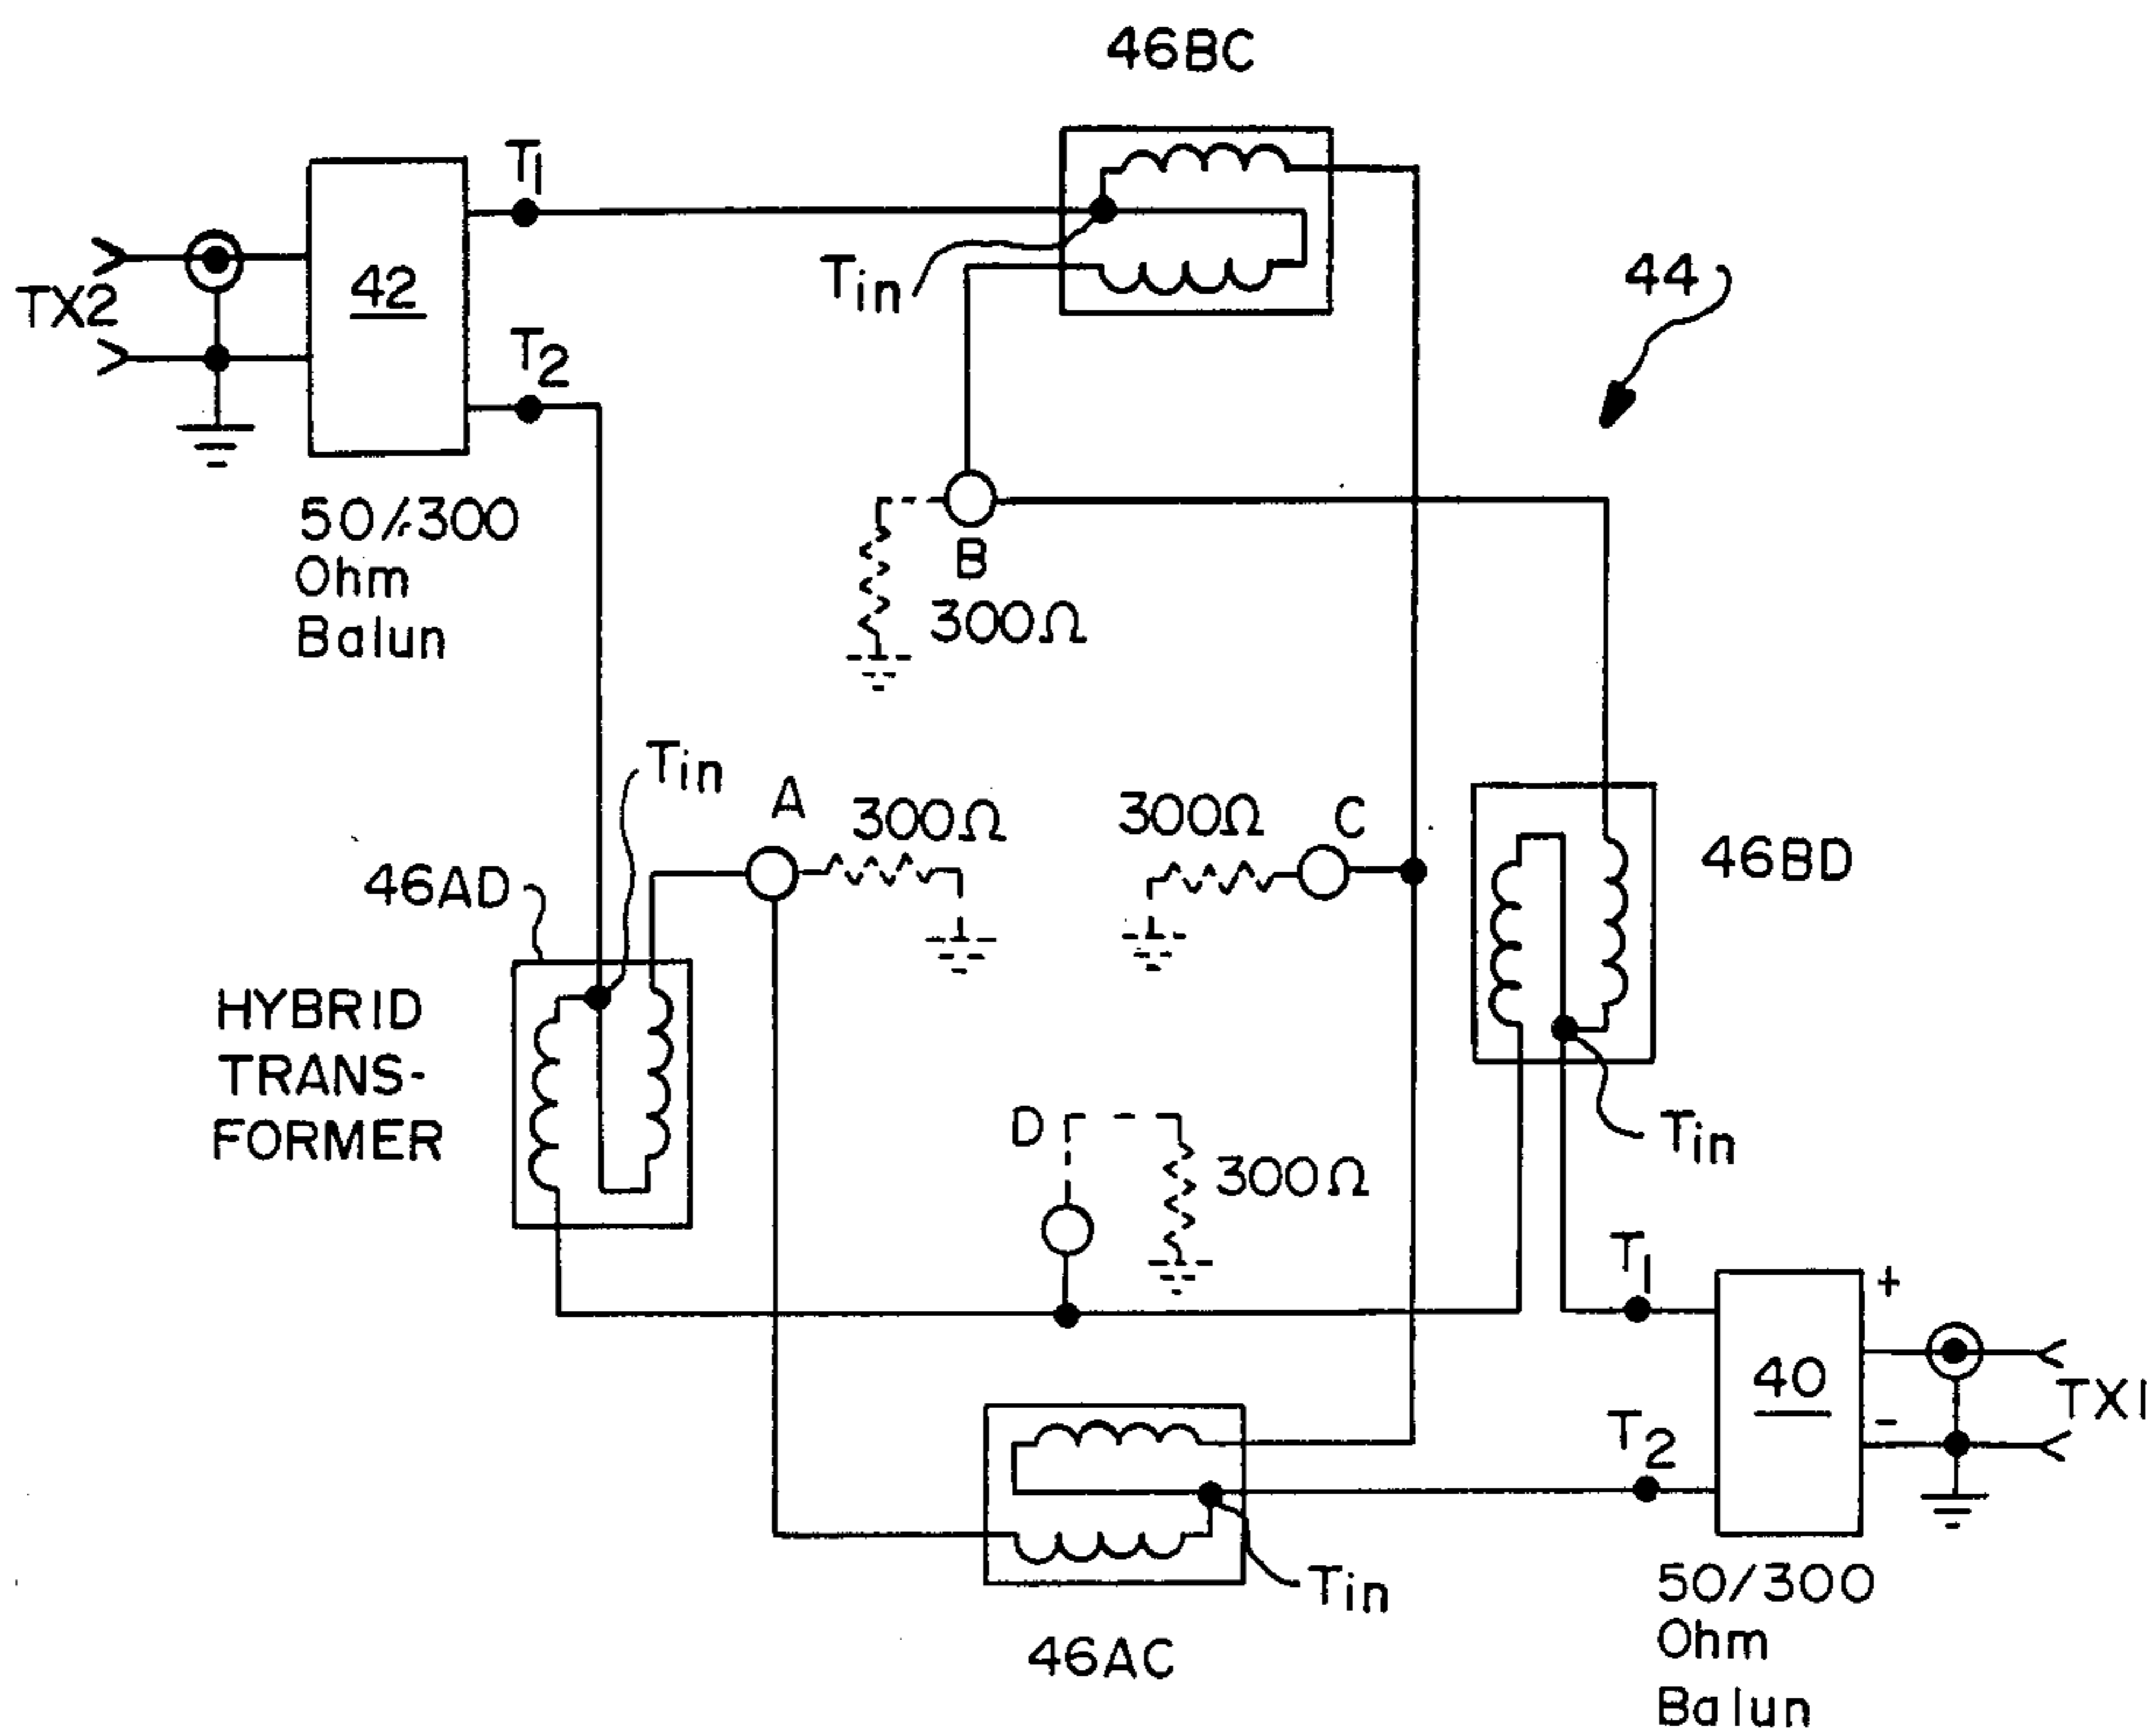 46BC
T1
44
42
TX2
Tin
T2
50/300
Ohm
Balun
B
300Ω
Tin
A
300Ω
300Ω
C
46AD
46BD
HYBRID
TRANS-
FORMER
D
300Ω
Tin
T1
+
40
TX1
-
T2
Tin
50/300
Ohm
Balun
46AC